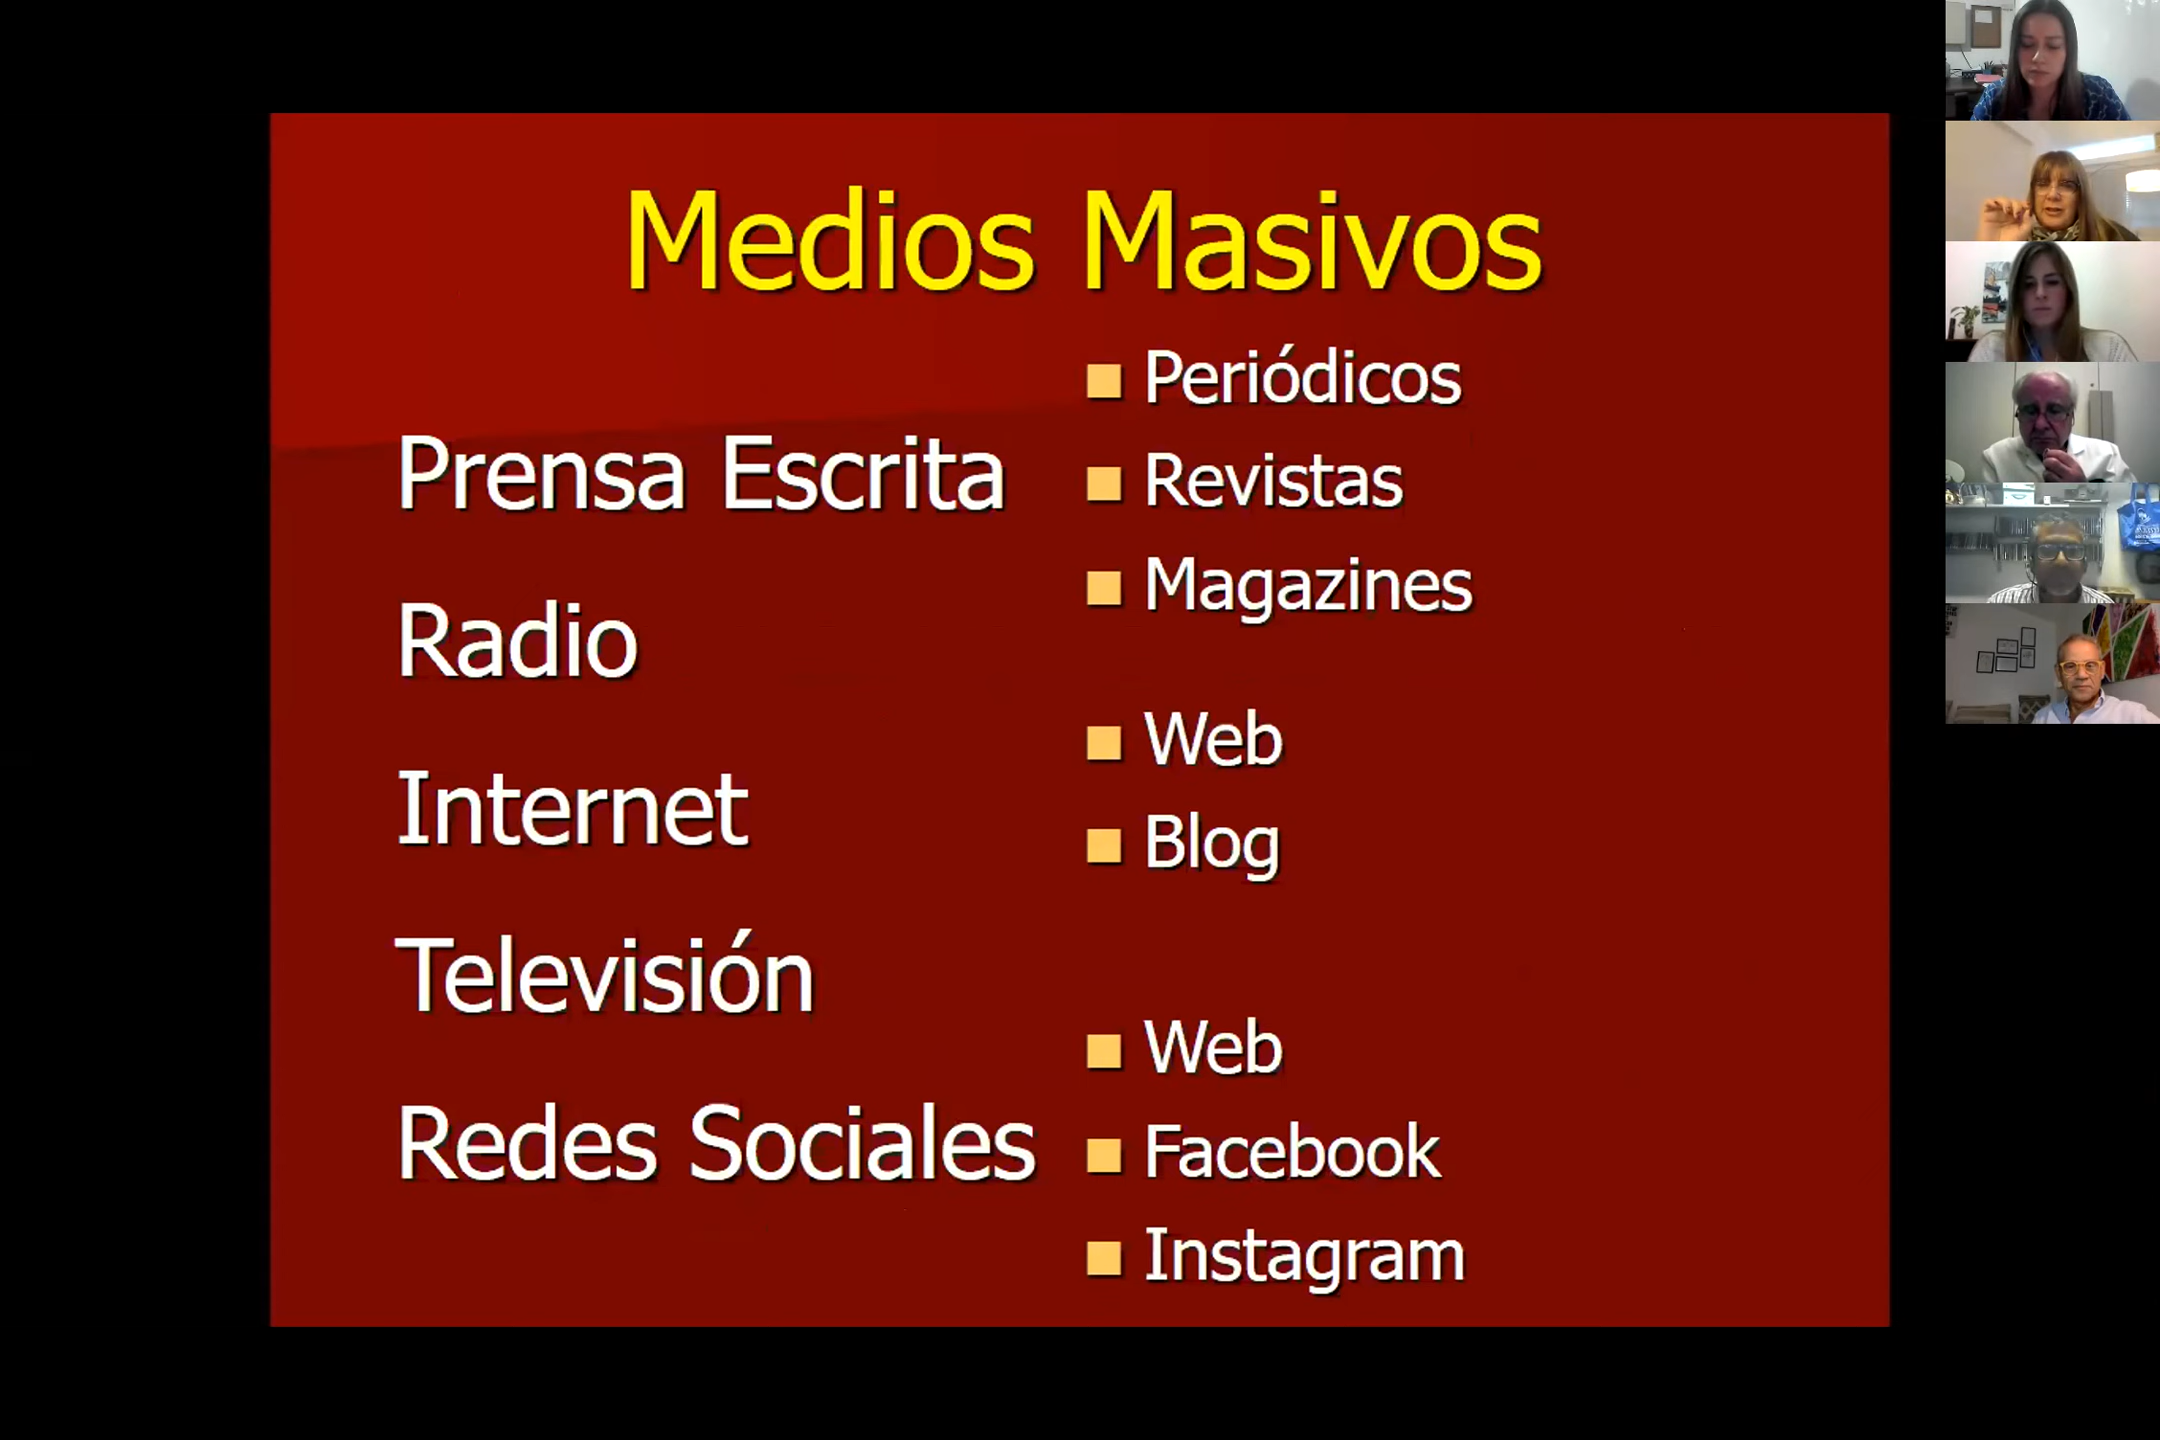 Medios Masivos
Prensa Escrita
Radio
Internet
Televisión
Redes Sociales
Periódicos
Revistas
Magazines
Web
Blog
Web
Facebook
Instagram